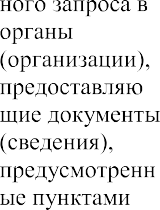 ного запроса в
органы
(организации),
предоставляю
щие документы
(сведения),
предусмотренн
ые пунктами